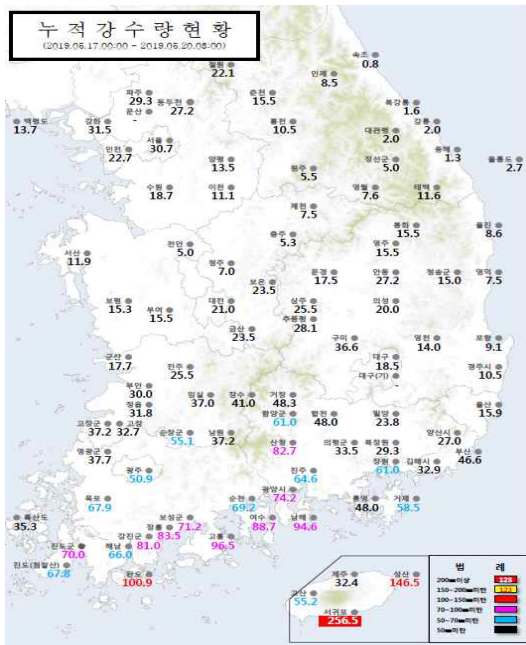 누적강수량현황
(2019.06.17.00:00 - 2019.06.20.08:00)
속초
0.8
철원
22.1
인제
8.5
파주
29.3
동두천
27.2
춘천
15.5
북강릉
1.6
문산
-
백령도
13.7
강화
31.5
홍천
10.5
강릉
2.0
대관령
2.0
서울
30.7
인천
22.7
동해
1.3
울릉도
2.7
양평
13.5
원주
5.5
정선군
5.0
수원
18.7
이천
11.1
영월
7.6
태백
11.6
제천
7.5
충주
5.3
봉화
15.5
울진
8.6
서산
11.9
천안
5.0
영주
15.5
청주
7.0
보은
23.5
문경
17.5
안동
27.2
청송군
15.0
영덕
7.5
보령
15.3
부여
15.5
대전
21.0
상주
25.5
의성
20.0
추풍령
28.1
금산
23.5
구미
36.6
영천
14.0
포항
9.1
군산
17.7
전주
25.5
대구
18.5
대구(기)
-
경주시
10.5
부안
30.0
임실
37.0
장수
41.0
거창
48.3
정읍
31.8
함양군
61.0
합천
48.0
밀양
23.8
울산
15.9
고창군
37.2
고창
32.7
순창군
55.1
남원
37.2
산청
82.7
의령군
33.5
북창원
29.3
양산시
27.0
영광군
37.7
광주
50.9
진주
64.6
창원
61.0
김해시
32.9
부산
46.6
목포
67.9
순천
69.2
광양시
74.2
통영
48.0
거제
58.5
흑산도
35.3
보성군
71.2
여수
88.7
남해
94.6
장흥
83.5
강진군
81.0
고흥
96.5
진도군
70.0
해남
66.0
진도(첨찰산)
67.8
완도
100.9
제주
32.4
성산
146.5
고산
55.2
서귀포
256.5
범 례
200㎜이상 123
150~200㎜미만 123
100~150㎜미만
70~100㎜미만
50~70㎜미만
50㎜미만